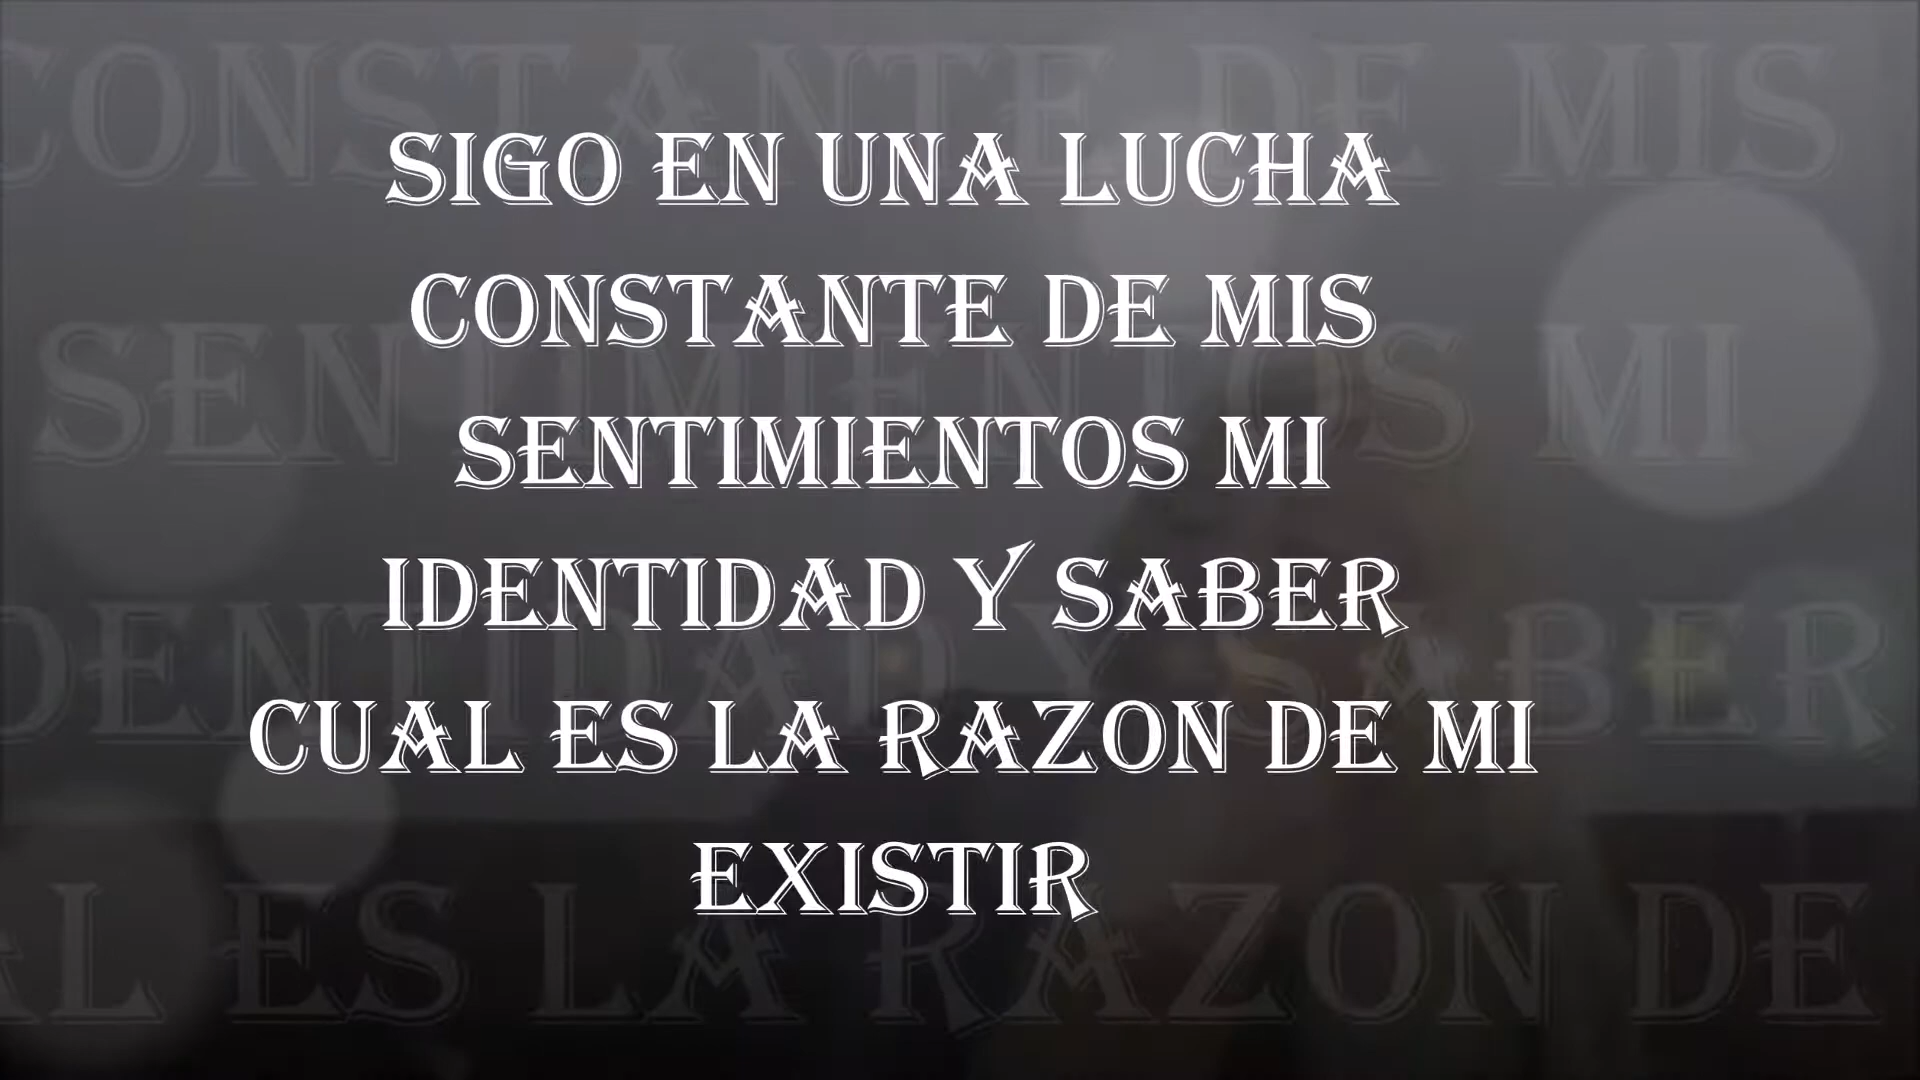 SIGO EN UNA LUCHA
CONSTANTE DE MIS
SENTIMIENTOS MI
IDENTIDAD Y SABER
CUAL ES LA RAZON DE MI
EXISTIR